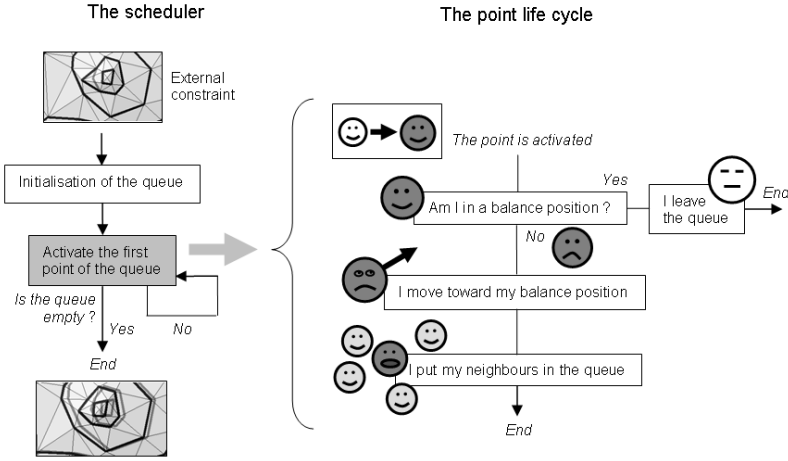 The scheduler
External
constraint
Initialisation of the queue
Activate the first
point of the queue
Is the queue
empty ?
Yes
No
End
The point life cycle
The point is activated
Am I in a balance position ?
Yes
I leave
the queue
End
No
I move toward my balance position
I put my neighbours in the queue
End